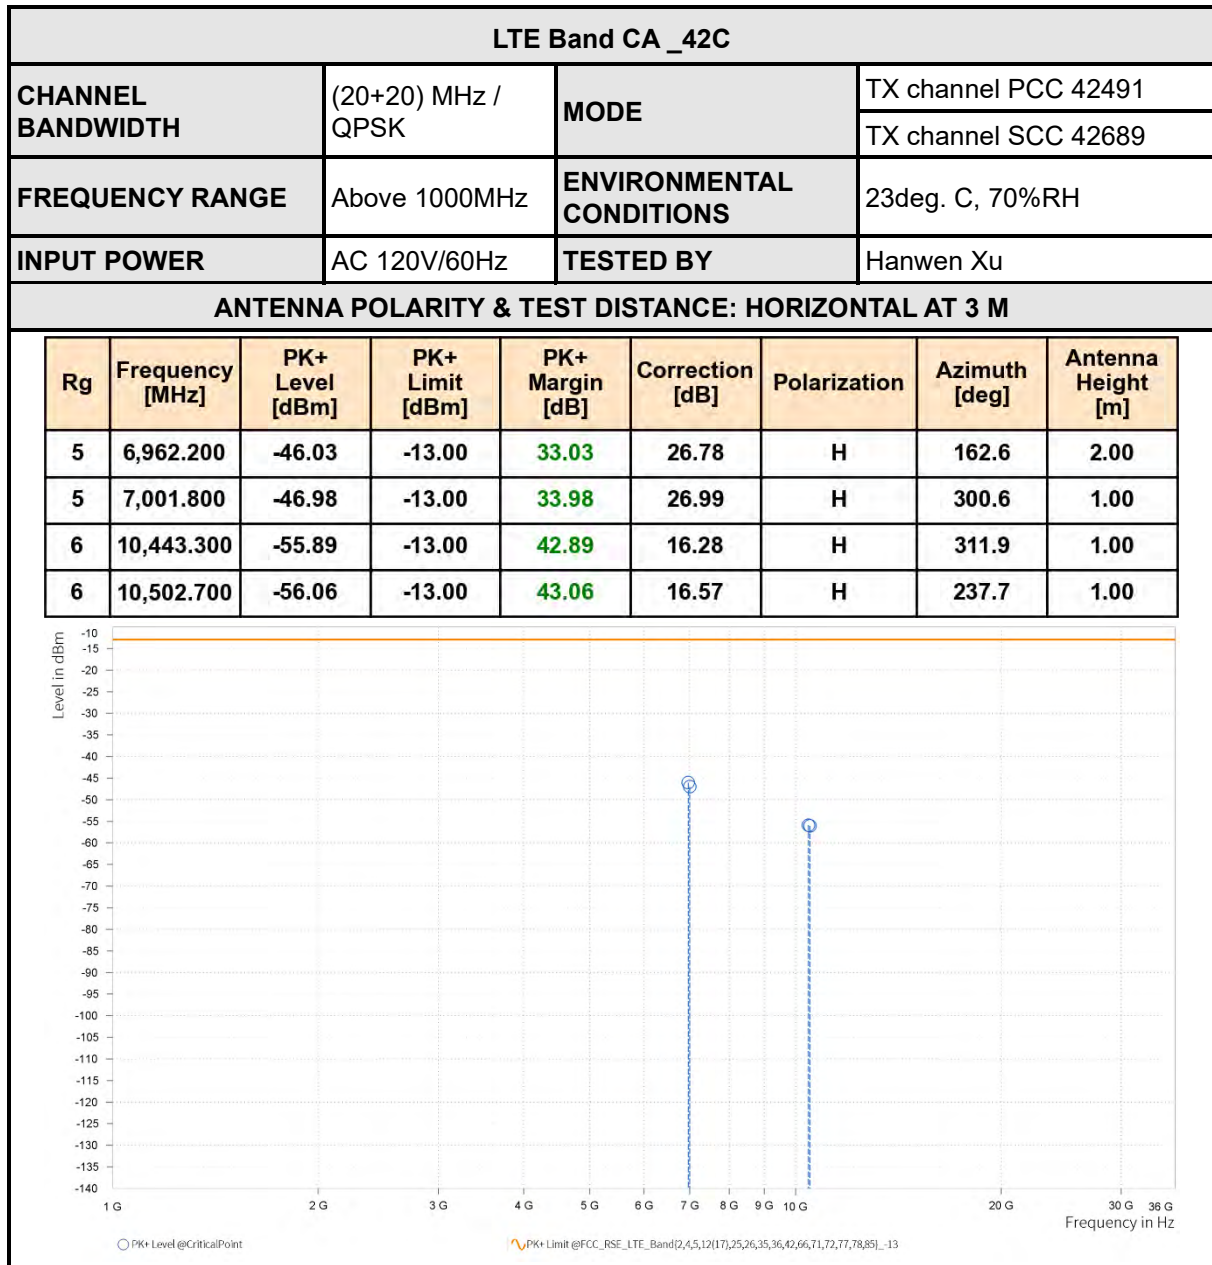 LTE Band CA _42C
CHANNEL BANDWIDTH (20+20) MHz / QPSK MODE TX channel PCC 42491
TX channel SCC 42689
FREQUENCY RANGE Above 1000MHz ENVIRONMENTAL CONDITIONS 23deg. C, 70%RH
INPUT POWER AC 120V/60Hz TESTED BY Hanwen Xu
ANTENNA POLARITY & TEST DISTANCE: HORIZONTAL AT 3 M
Rg Frequency [MHz] PK+ Level [dBm] PK+ Limit [dBm] PK+ Margin [dB] Correction [dB] Polarization Azimuth [deg] Antenna Height [m]
5 6,962.200 -46.03 -13.00 33.03 26.78 H 162.6 2.00
5 7,001.800 -46.98 -13.00 33.98 26.99 H 300.6 1.00
6 10,443.300 -55.89 -13.00 42.89 16.28 H 311.9 1.00
6 10,502.700 -56.06 -13.00 43.06 16.57 H 237.7 1.00
Level in dBm
-10
-15
-20
-25
-30
-35
-40
-45
-50
-55
-60
-65
-70
-75
-80
-85
-90
-95
-100
-105
-110
-115
-120
-125
-130
-135
-140
1 G 2 G 3 G 4 G 5 G 6 G 7 G 8 G 9 G 10 G 20 G 30 G 36 G
Frequency in Hz
PK+ Level @CriticalPoint PK+ Limit @FCC_RSE_LTE_Band{2,4,5,12(17),25,26,35,36,42,66,71,72,77,78,85}_-13